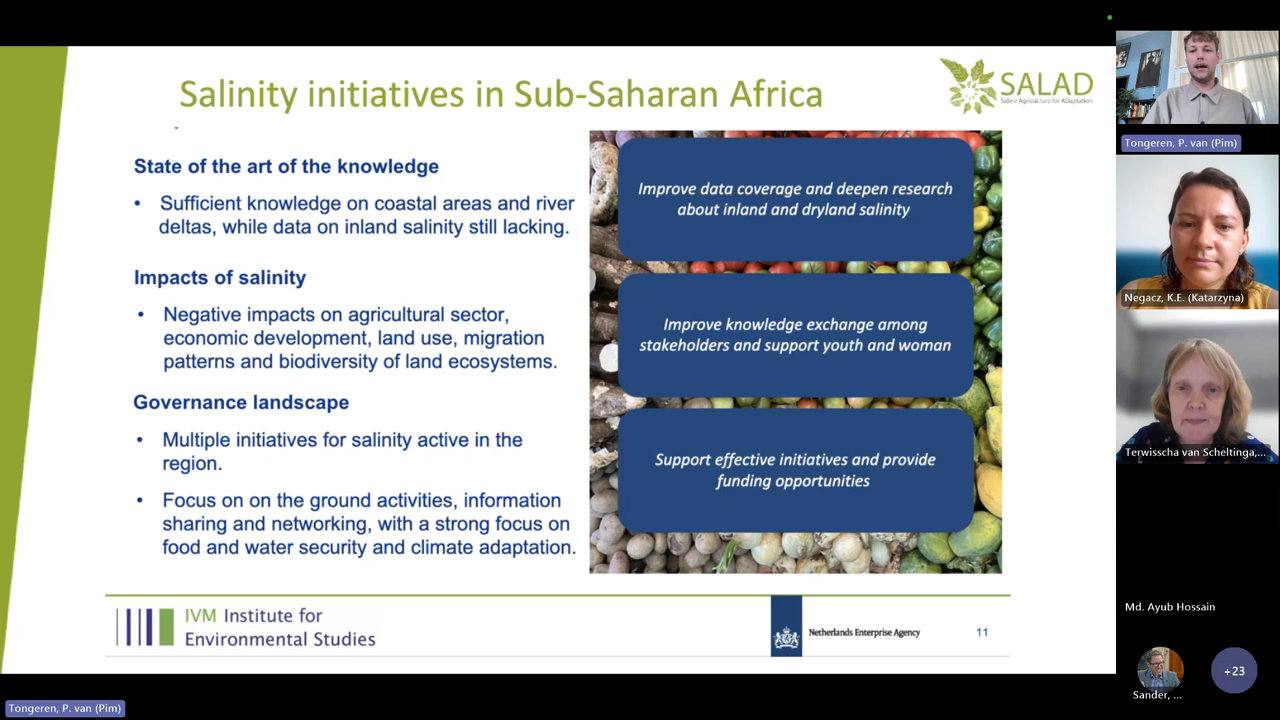 Salinity initiatives in Sub-Saharan Africa
SALAD
Saline Agriculture for ADaptation
State of the art of the knowledge
• Sufficient knowledge on coastal areas and river
deltas, while data on inland salinity still lacking.
Impacts of salinity
• Negative impacts on agricultural sector,
economic development, land use, migration
patterns and biodiversity of land ecosystems.
Governance landscape
• Multiple initiatives for salinity active in the
region.
• Focus on on the ground activities, information
sharing and networking, with a strong focus on
food and water security and climate adaptation.
Improve data coverage and deepen research
about inland and dryland salinity
Improve knowledge exchange among
stakeholders and support youth and woman
Support effective initiatives and provide
funding opportunities
IVM Institute for
Environmental Studies
Netherlands Enterprise Agency
11
Tongeren, P. van (Pim)
Negacz, K.E. (Katarzyna)
Terwisscha van Scheltinga,...
Md. Ayub Hossain
Sander, ...
+23
Tongeren, P. van (Pim)